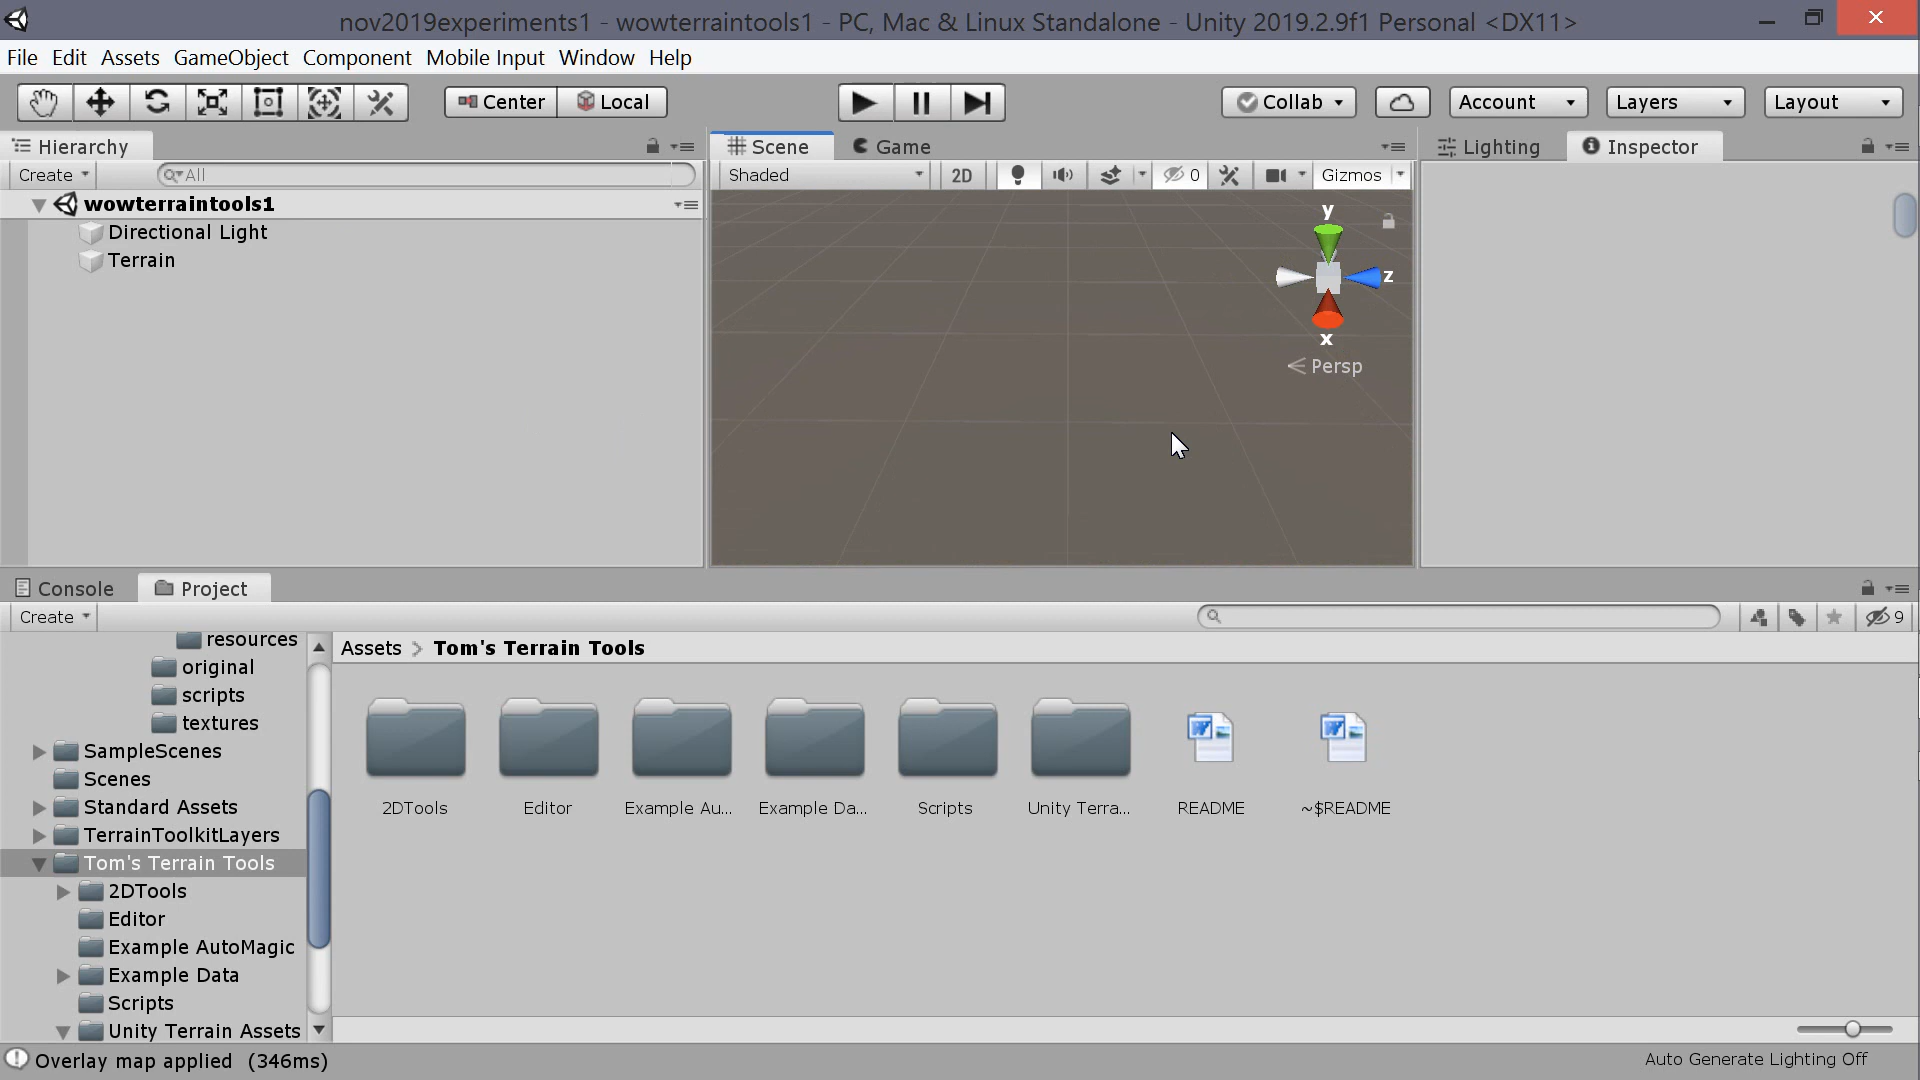 nov2019experiments1 - wowterraintools1 - PC, Mac & Linux Standalone - Unity 2019.2.9f1 Personal <DX11>
File Edit Assets GameObject Component Mobile Input Window Help
Center Local Collab Account Layers Layout
Hierarchy
Create All
wowterraintools1
Directional Light
Terrain
Scene Game
Shaded 2D 0 Gizmos
y
z
x
Persp
Lighting Inspector
Console Project
Create 9
resources
original
scripts
textures
SampleScenes
Scenes
Standard Assets
TerrainToolkitLayers
Tom's Terrain Tools
2DTools
Editor
Example AutoMagic
Example Data
Scripts
Unity Terrain Assets
Assets > Tom's Terrain Tools
2DTools Editor Example Au... Example Da... Scripts Unity Terra... README ~$README
Overlay map applied (346ms)
Auto Generate Lighting Off